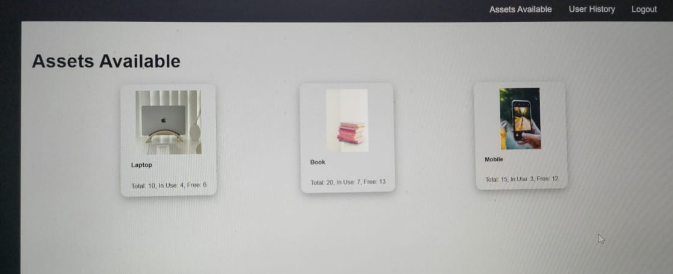 Assets Available User History Logout
Assets Available
Laptop
Total: 10, In Use: 4, Free: 6
Book
Total: 20, In Use: 7, Free: 13
Mobile
Total: 15, In Use: 3, Free: 12